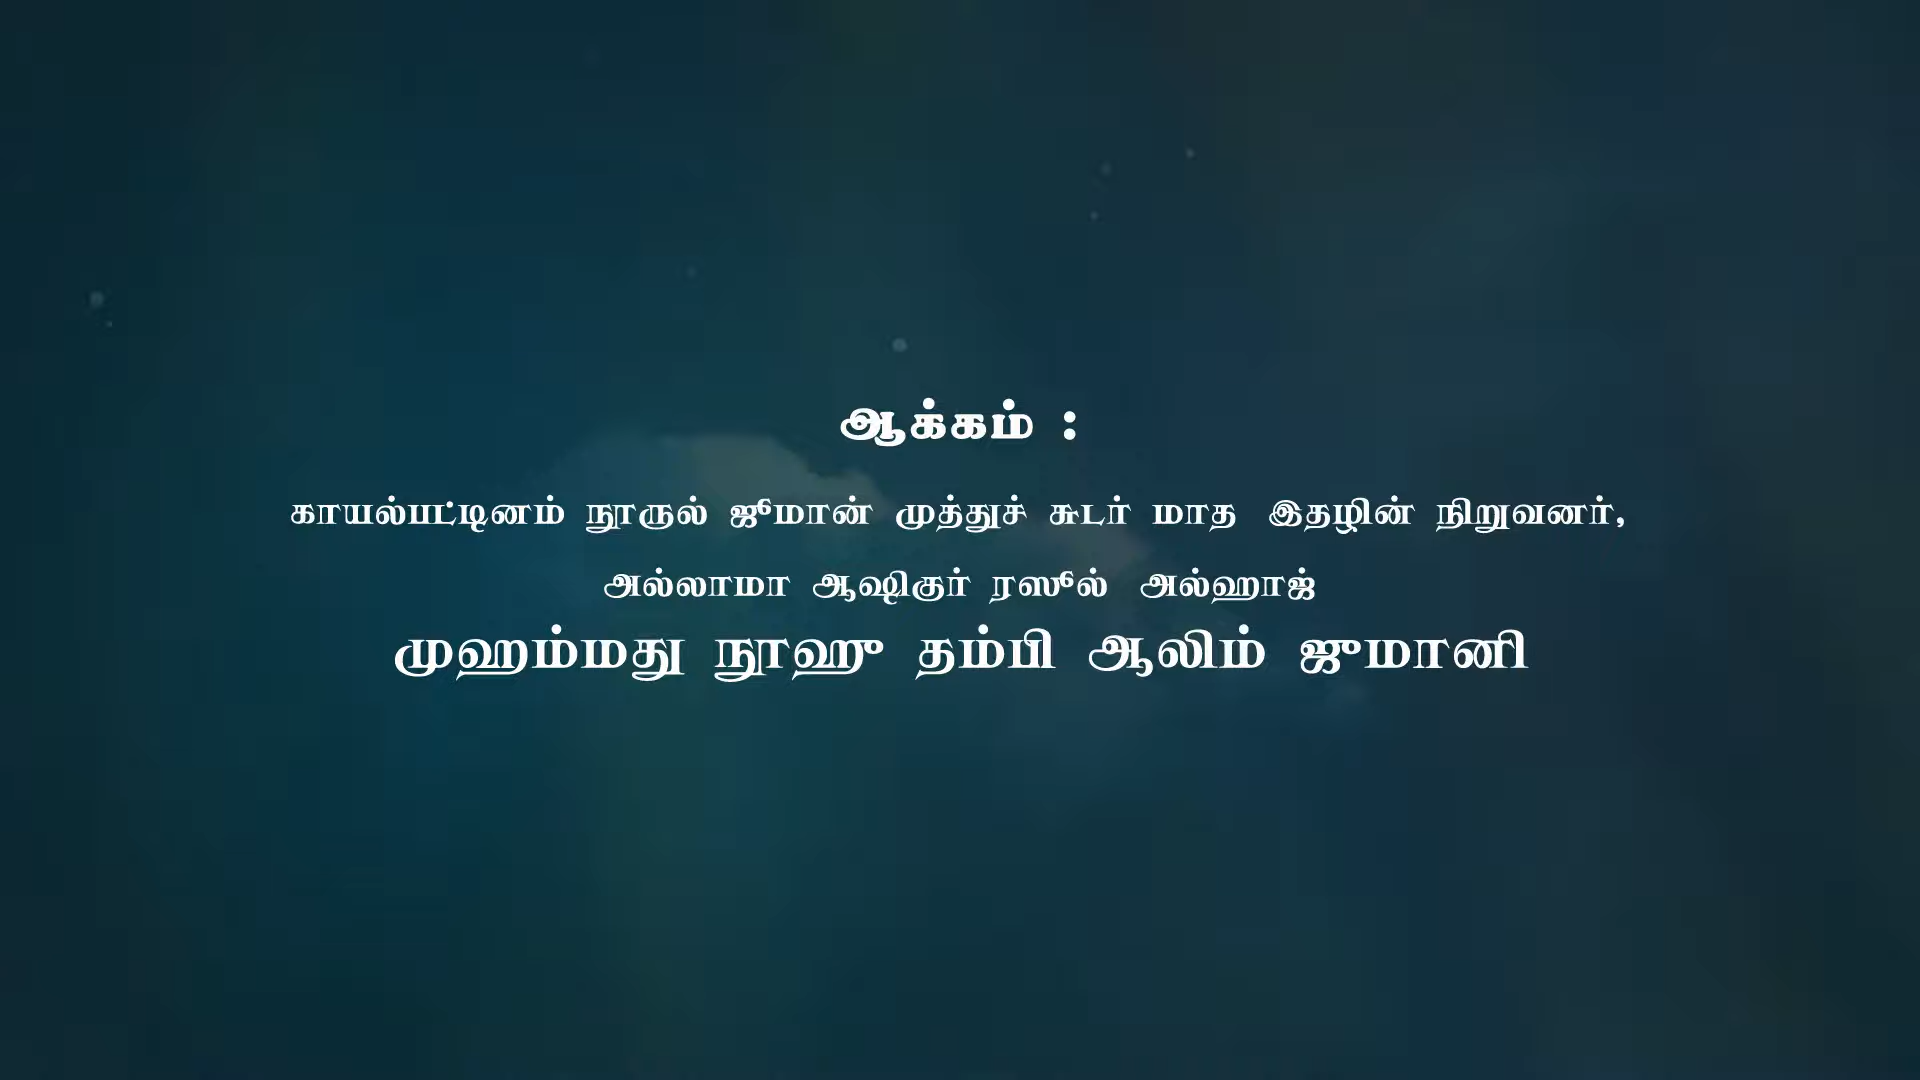 ஆக்கம் :
காயல்பட்டினம் நூருல் ஜூமான் முத்துச் சுடர் மாத இதழின் நிறுவனர்,
அல்லாமா ஆஷிகுர் ரஸூல் அல்ஹாஜ்
முஹம்மது நூஹு தம்பி ஆலிம் ஜுமானி